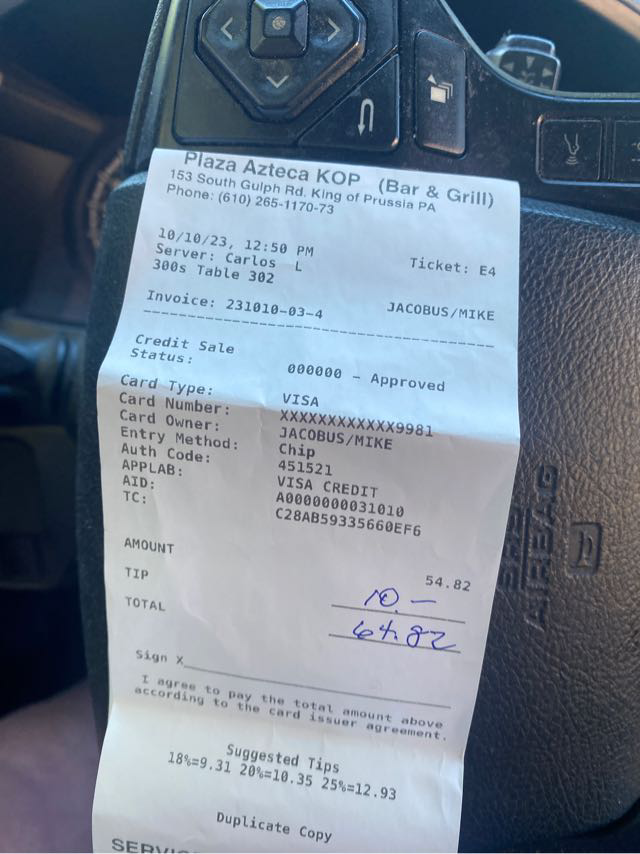 Plaza Azteca KOP (Bar & Grill)
153 South Gulph Rd. King of Prussia PA
Phone: (610) 265-1170-73
10/10/23, 12:50 PM
Server: Carlos L Ticket: E4
300s Table 302
Invoice: 231010-03-4 JACOBUS/MIKE
Credit Sale
Status: 000000 - Approved
Card Type: VISA
Card Number: XXXXXXXXXXXX9981
Card Owner: JACOBUS/MIKE
Entry Method: Chip
Auth Code: 451521
APPLAB: VISA CREDIT
AID: A0000000031010
TC: C28AB59335660EF6
AMOUNT 54.82
TIP 10.-
TOTAL 64.82
Sign X
I agree to pay the total amount above
according to the card issuer agreement.
Suggested Tips
18%=9.31 20%=10.35 25%=12.93
Duplicate Copy
SRS
AIRBAG